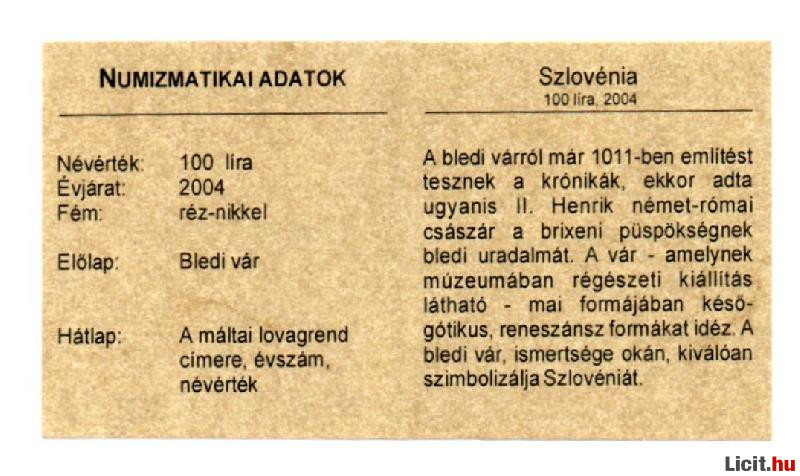 NUMIZMATIKAI ADATOK
Névérték: 100 líra
Évjárat: 2004
Fém: réz-nikkel
Előlap: Bledi vár
Hátlap: A máltai lovagrend
címere, évszám,
névérték
Szlovénia
100 líra, 2004
A bledi várról már 1011-ben említést
tesznek a krónikák, ekkor adta
ugyanis II. Henrik német-római
császár a brixeni püspökségnek
bledi uradalmát. A vár - amelynek
múzeumában régészeti kiállítás
látható - mai formájában késő-
gótikus, reneszánsz formákat idéz. A
bledi vár, ismertsége okán, kiválóan
szimbolizálja Szlovéniát.
Licit.hu